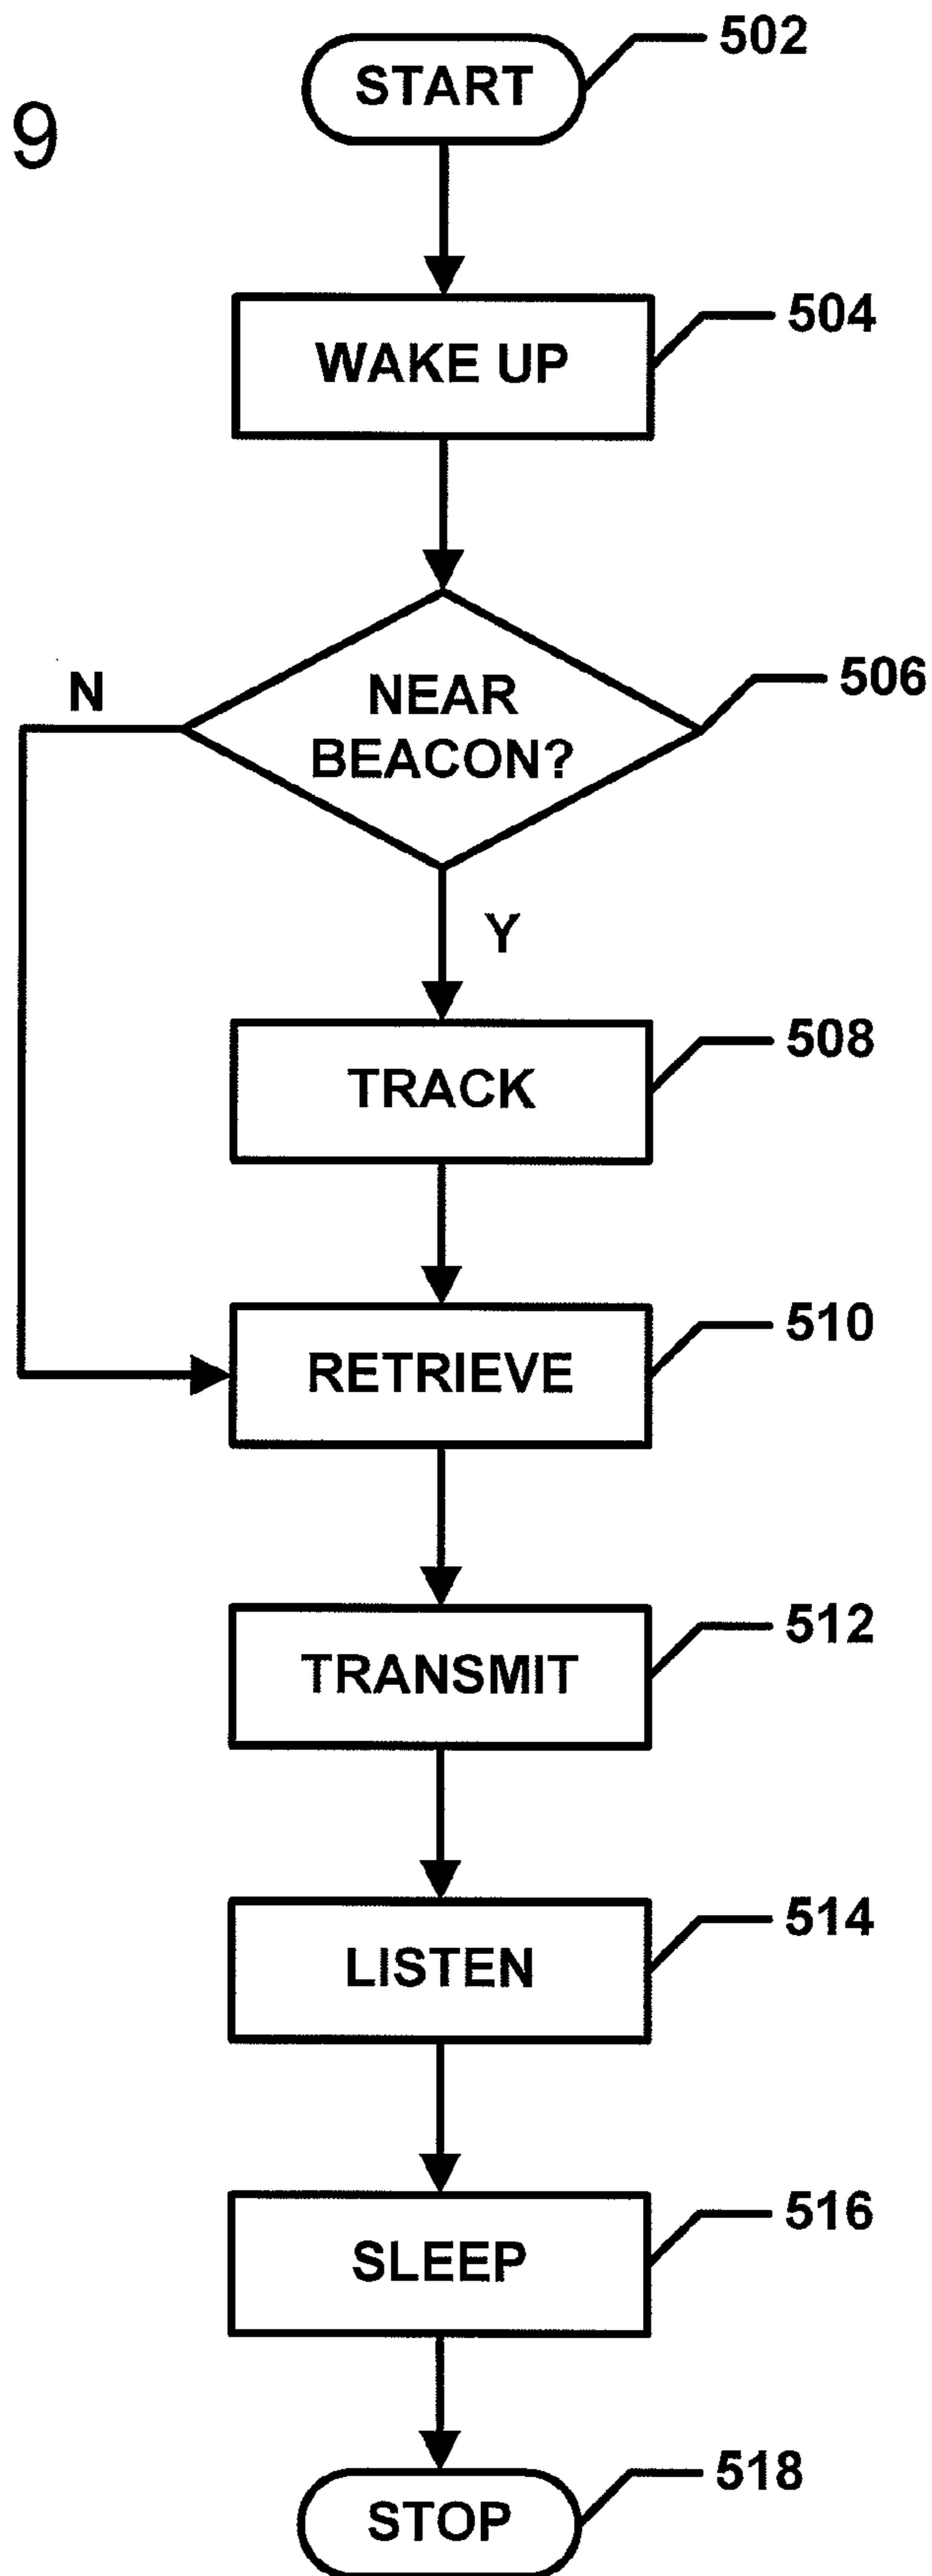 502
START
9
504
WAKE UP
506
N
NEAR
BEACON?
Y
508
TRACK
510
RETRIEVE
512
TRANSMIT
514
LISTEN
516
SLEEP
518
STOP